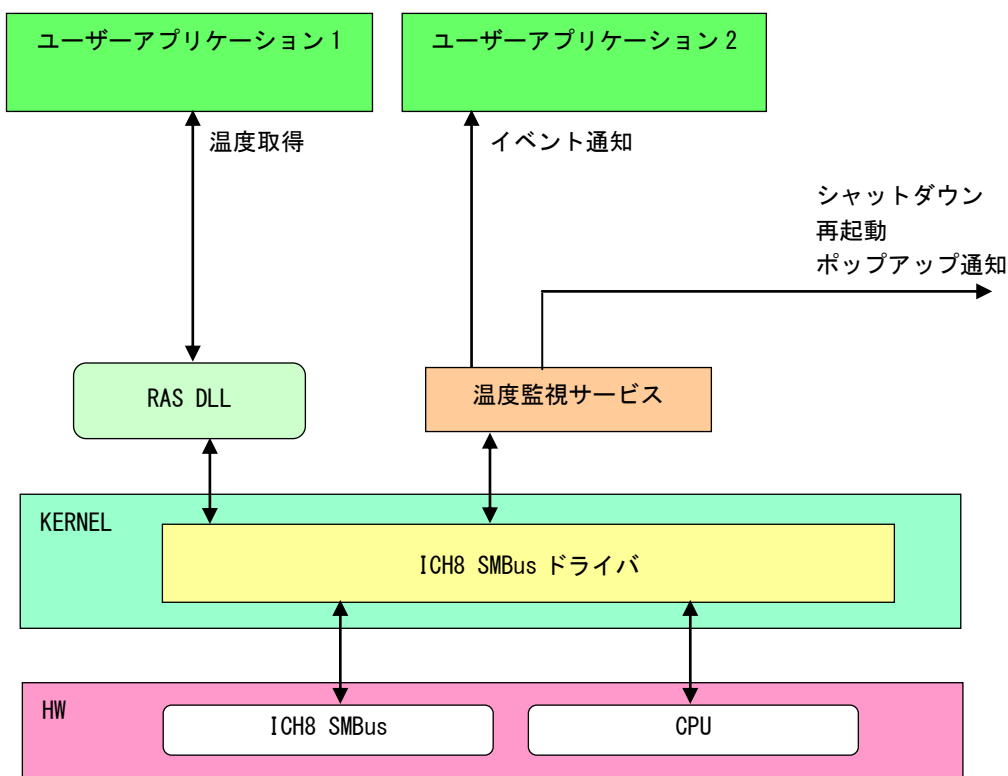 ユーザーアプリケーション 1
ユーザーアプリケーション 2
温度取得
イベント通知
シャットダウン
再起動
ポップアップ通知
RAS DLL
温度監視サービス
KERNEL
ICH8 SMBus ドライバ
HW
ICH8 SMBus
CPU